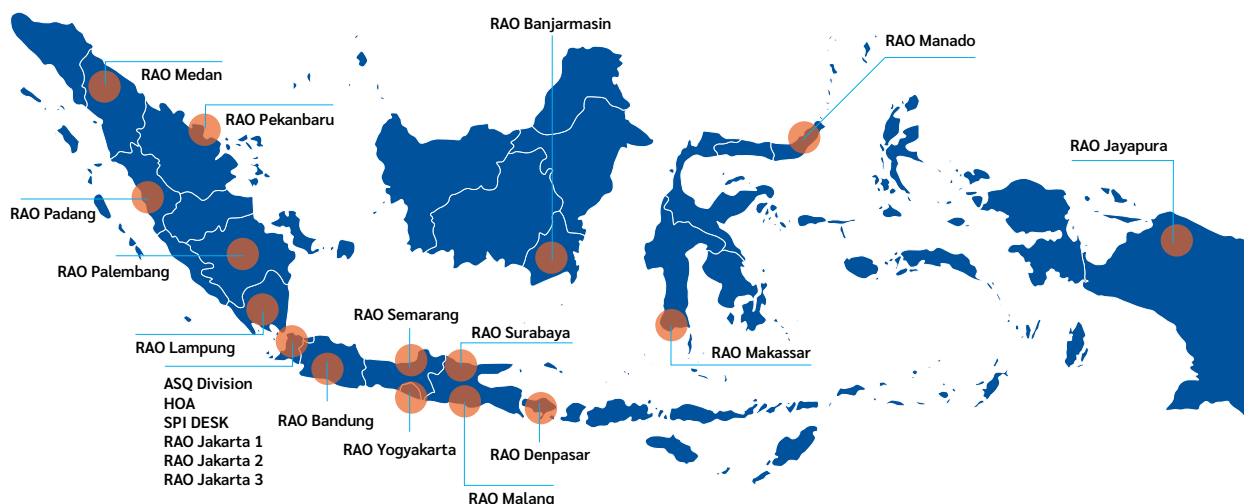 RAO Banjarmasin
RAO Manado
RAO Medan
RAO Pekanbaru
RAO Jayapura
RAO Padang
RAO Palembang
RAO Semarang
RAO Surabaya
RAO Lampung
RAO Makassar
ASQ Division
HOA
SPI DESK
RAO Jakarta 1
RAO Jakarta 2
RAO Jakarta 3
RAO Bandung
RAO Yogyakarta
RAO Denpasar
RAO Malang